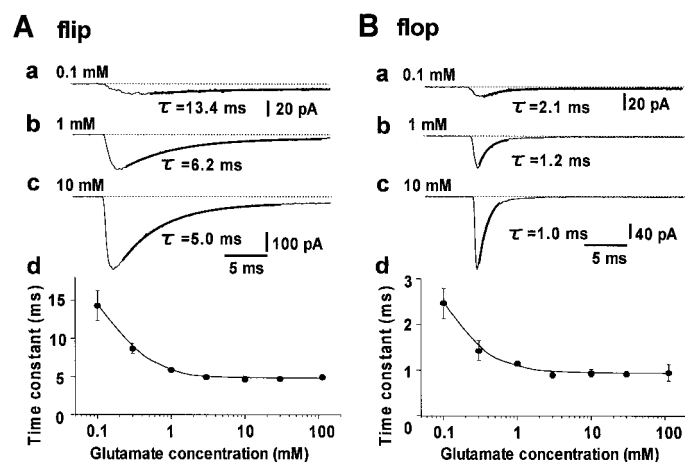 A flip
a 0.1 mM
τ =13.4 ms 20 pA
b 1 mM
τ =6.2 ms
c 10 mM
τ =5.0 ms 100 pA
5 ms
d
Time constant (ms)
15
10
5
0
0.1 1 10 100
Glutamate concentration (mM)
B flop
a 0.1 mM
τ =2.1 ms 20 pA
b 1 mM
τ =1.2 ms
c 10 mM
τ =1.0 ms 40 pA
5 ms
d
Time constant (ms)
3
2
1
0
0.1 1 10 100
Glutamate concentration (mM)